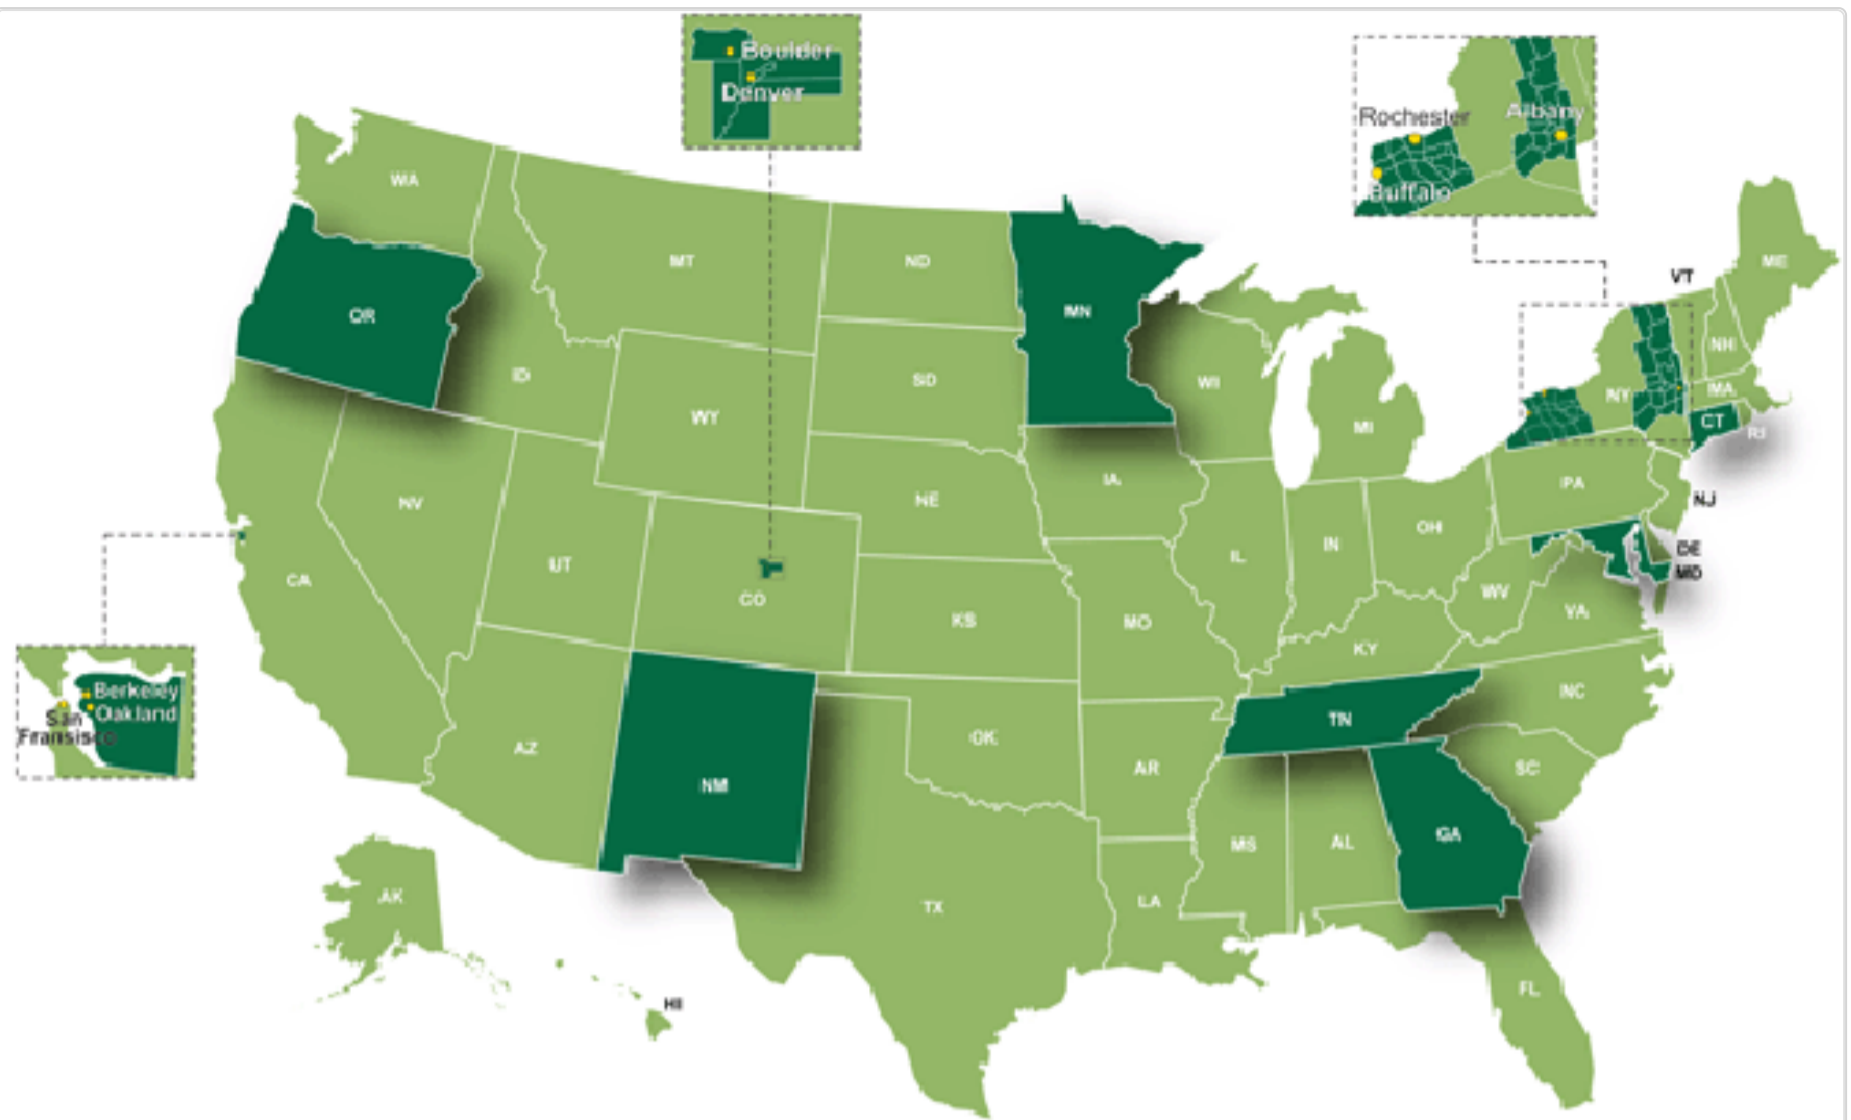 Boulder
Denver
Rochester
Albany
Buffalo
WA
MT
ND
MN
VT
ME
OR
ID
SD
WI
NH
WY
NY
MA
MI
CT
RI
NV
NE
IA
PA
NJ
UT
CO
IL
IN
OH
DE
MD
CA
KS
MO
WV
VA
KY
Berkeley
Oakland
San
Fransisco
AZ
NM
OK
AR
TN
NC
SC
MS
AL
GA
AK
TX
LA
FL
HI